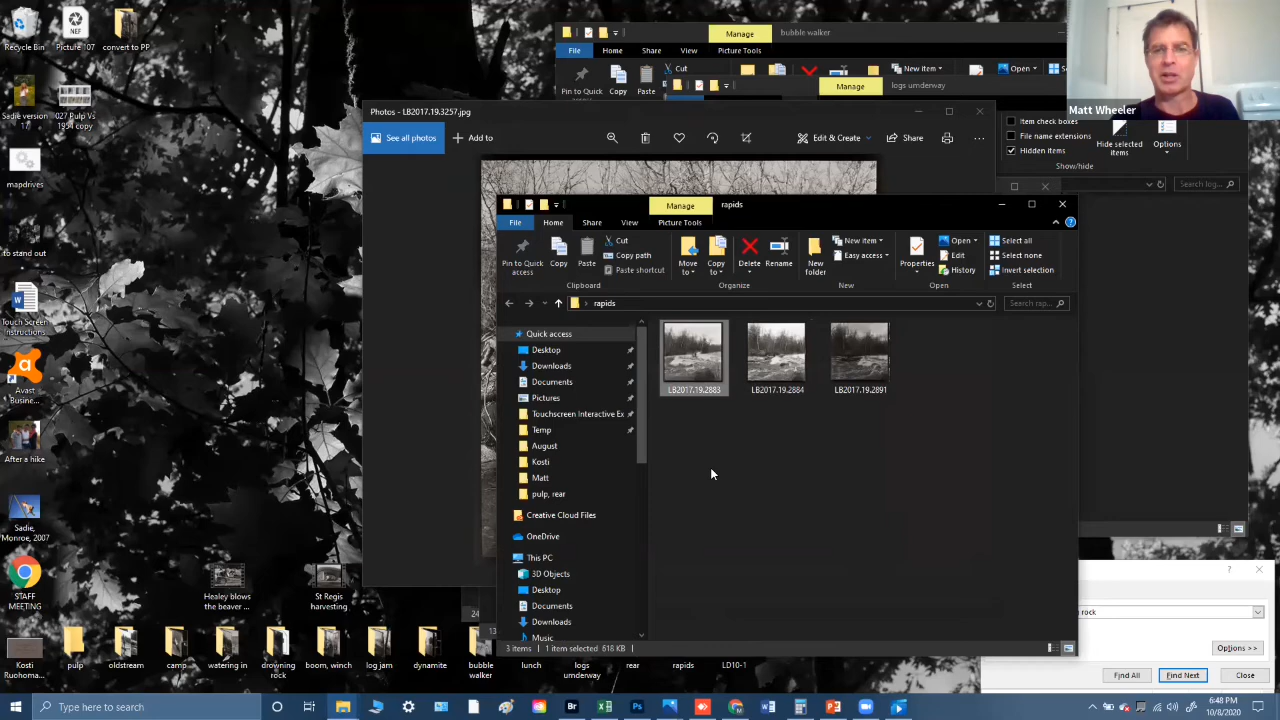 Recycle Bin
Picture 107
convert to PP
Sadie version 17
027 Pulp Vs 1954 copy
mapdrives
to stand out
Touch Screen Instructions
Avast Busine...
After a hike
Sadie, Monroe, 2007
STAFF MEETING
Healey blows the beaver ...
St Regis harvesting
Kosti Ruohoma...
pulp
oldstream
camp
watering in
drowning rock
boom, winch
log jam
dynamite
bubble walker
lunch
logs umderway
rear
rapids
LD10-1
Manage
bubble walker
File
Home
Share
View
Picture Tools
Cut
Pin to Quick access
Copy
Paste
New item
Open
Manage
logs umderway
Item check boxes
File name extensions
Hidden items
Hide selected items
Options
Show/hide
Search log...
Matt Wheeler
Photos - LB2017.19.3257.jpg
See all photos
Add to
Edit & Create
Share
Manage
rapids
File
Home
Share
View
Picture Tools
Pin to Quick access
Copy
Paste
Cut
Copy path
Paste shortcut
Clipboard
Move to
Copy to
Delete
Rename
Organize
New folder
New item
Easy access
New
Properties
Open
Edit
History
Open
Select all
Select none
Invert selection
Select
rapids
Search rap...
Quick access
Desktop
Downloads
Documents
Pictures
Touchscreen Interactive Ex
Temp
August
Kosti
Matt
pulp, rear
Creative Cloud Files
OneDrive
This PC
3D Objects
Desktop
Documents
Downloads
Music
LB2017.19.2883
LB2017.19.2884
LB2017.19.2891
3 items
1 item selected 618 KB
24
13
rock
Options >>
Find All
Find Next
Close
Type here to search
6:48 PM
10/8/2020